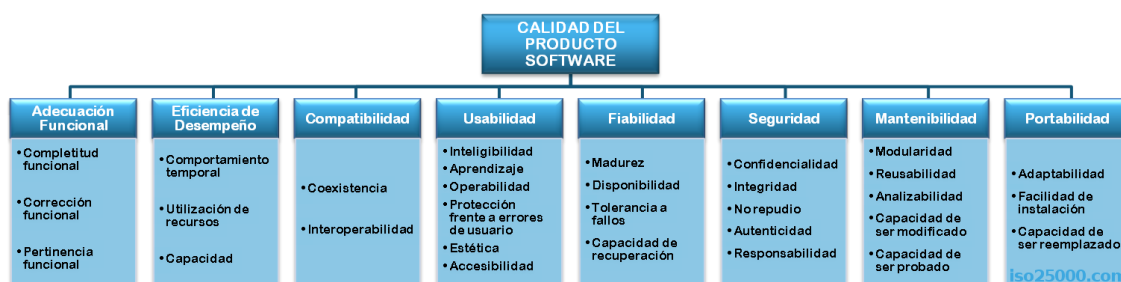 CALIDAD DEL
PRODUCTO
SOFTWARE
Adecuación
Funcional
• Completitud
funcional
• Corrección
funcional
• Pertinencia
funcional
Eficiencia de
Desempeño
• Comportamiento
temporal
• Utilización de
recursos
• Capacidad
Compatibilidad
• Coexistencia
• Interoperabilidad
Usabilidad
• Inteligibilidad
• Aprendizaje
• Operabilidad
• Protección
frente a errores
de usuario
• Estética
• Accesibilidad
Fiabilidad
• Madurez
• Disponibilidad
• Tolerancia a
fallos
• Capacidad de
recuperación
Seguridad
• Confidencialidad
• Integridad
• No repudio
• Autenticidad
• Responsabilidad
Mantenibilidad
• Modularidad
• Reusabilidad
• Analizabilidad
• Capacidad de
ser modificado
• Capacidad de
ser probado
Portabilidad
• Adaptabilidad
• Facilidad de
instalación
• Capacidad de
ser reemplazado
iso25000.com